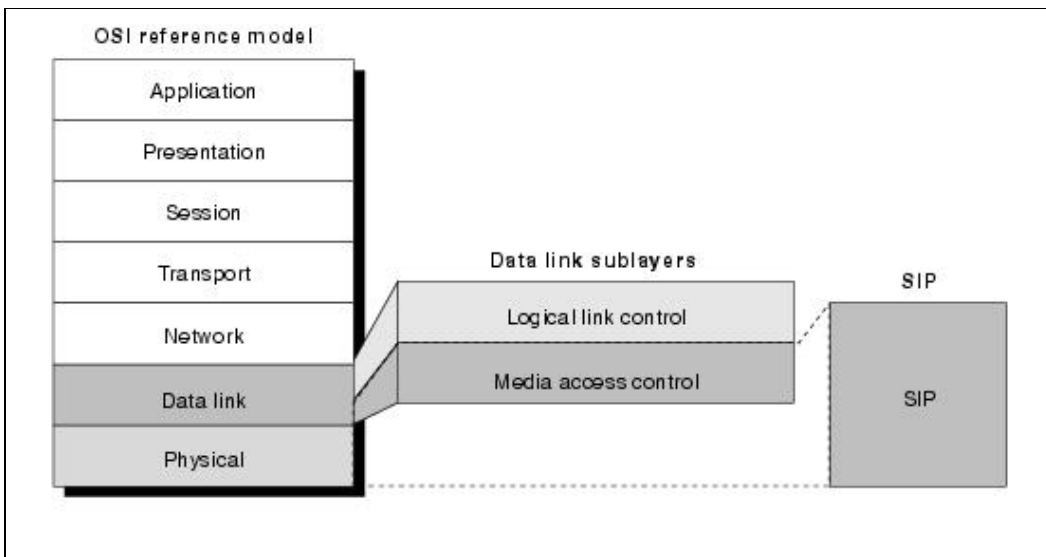 OSI reference model
Application
Presentation
Session
Transport
Network
Data link
Physical
Data link sublayers
Logical link control
Media access control
SIP
SIP